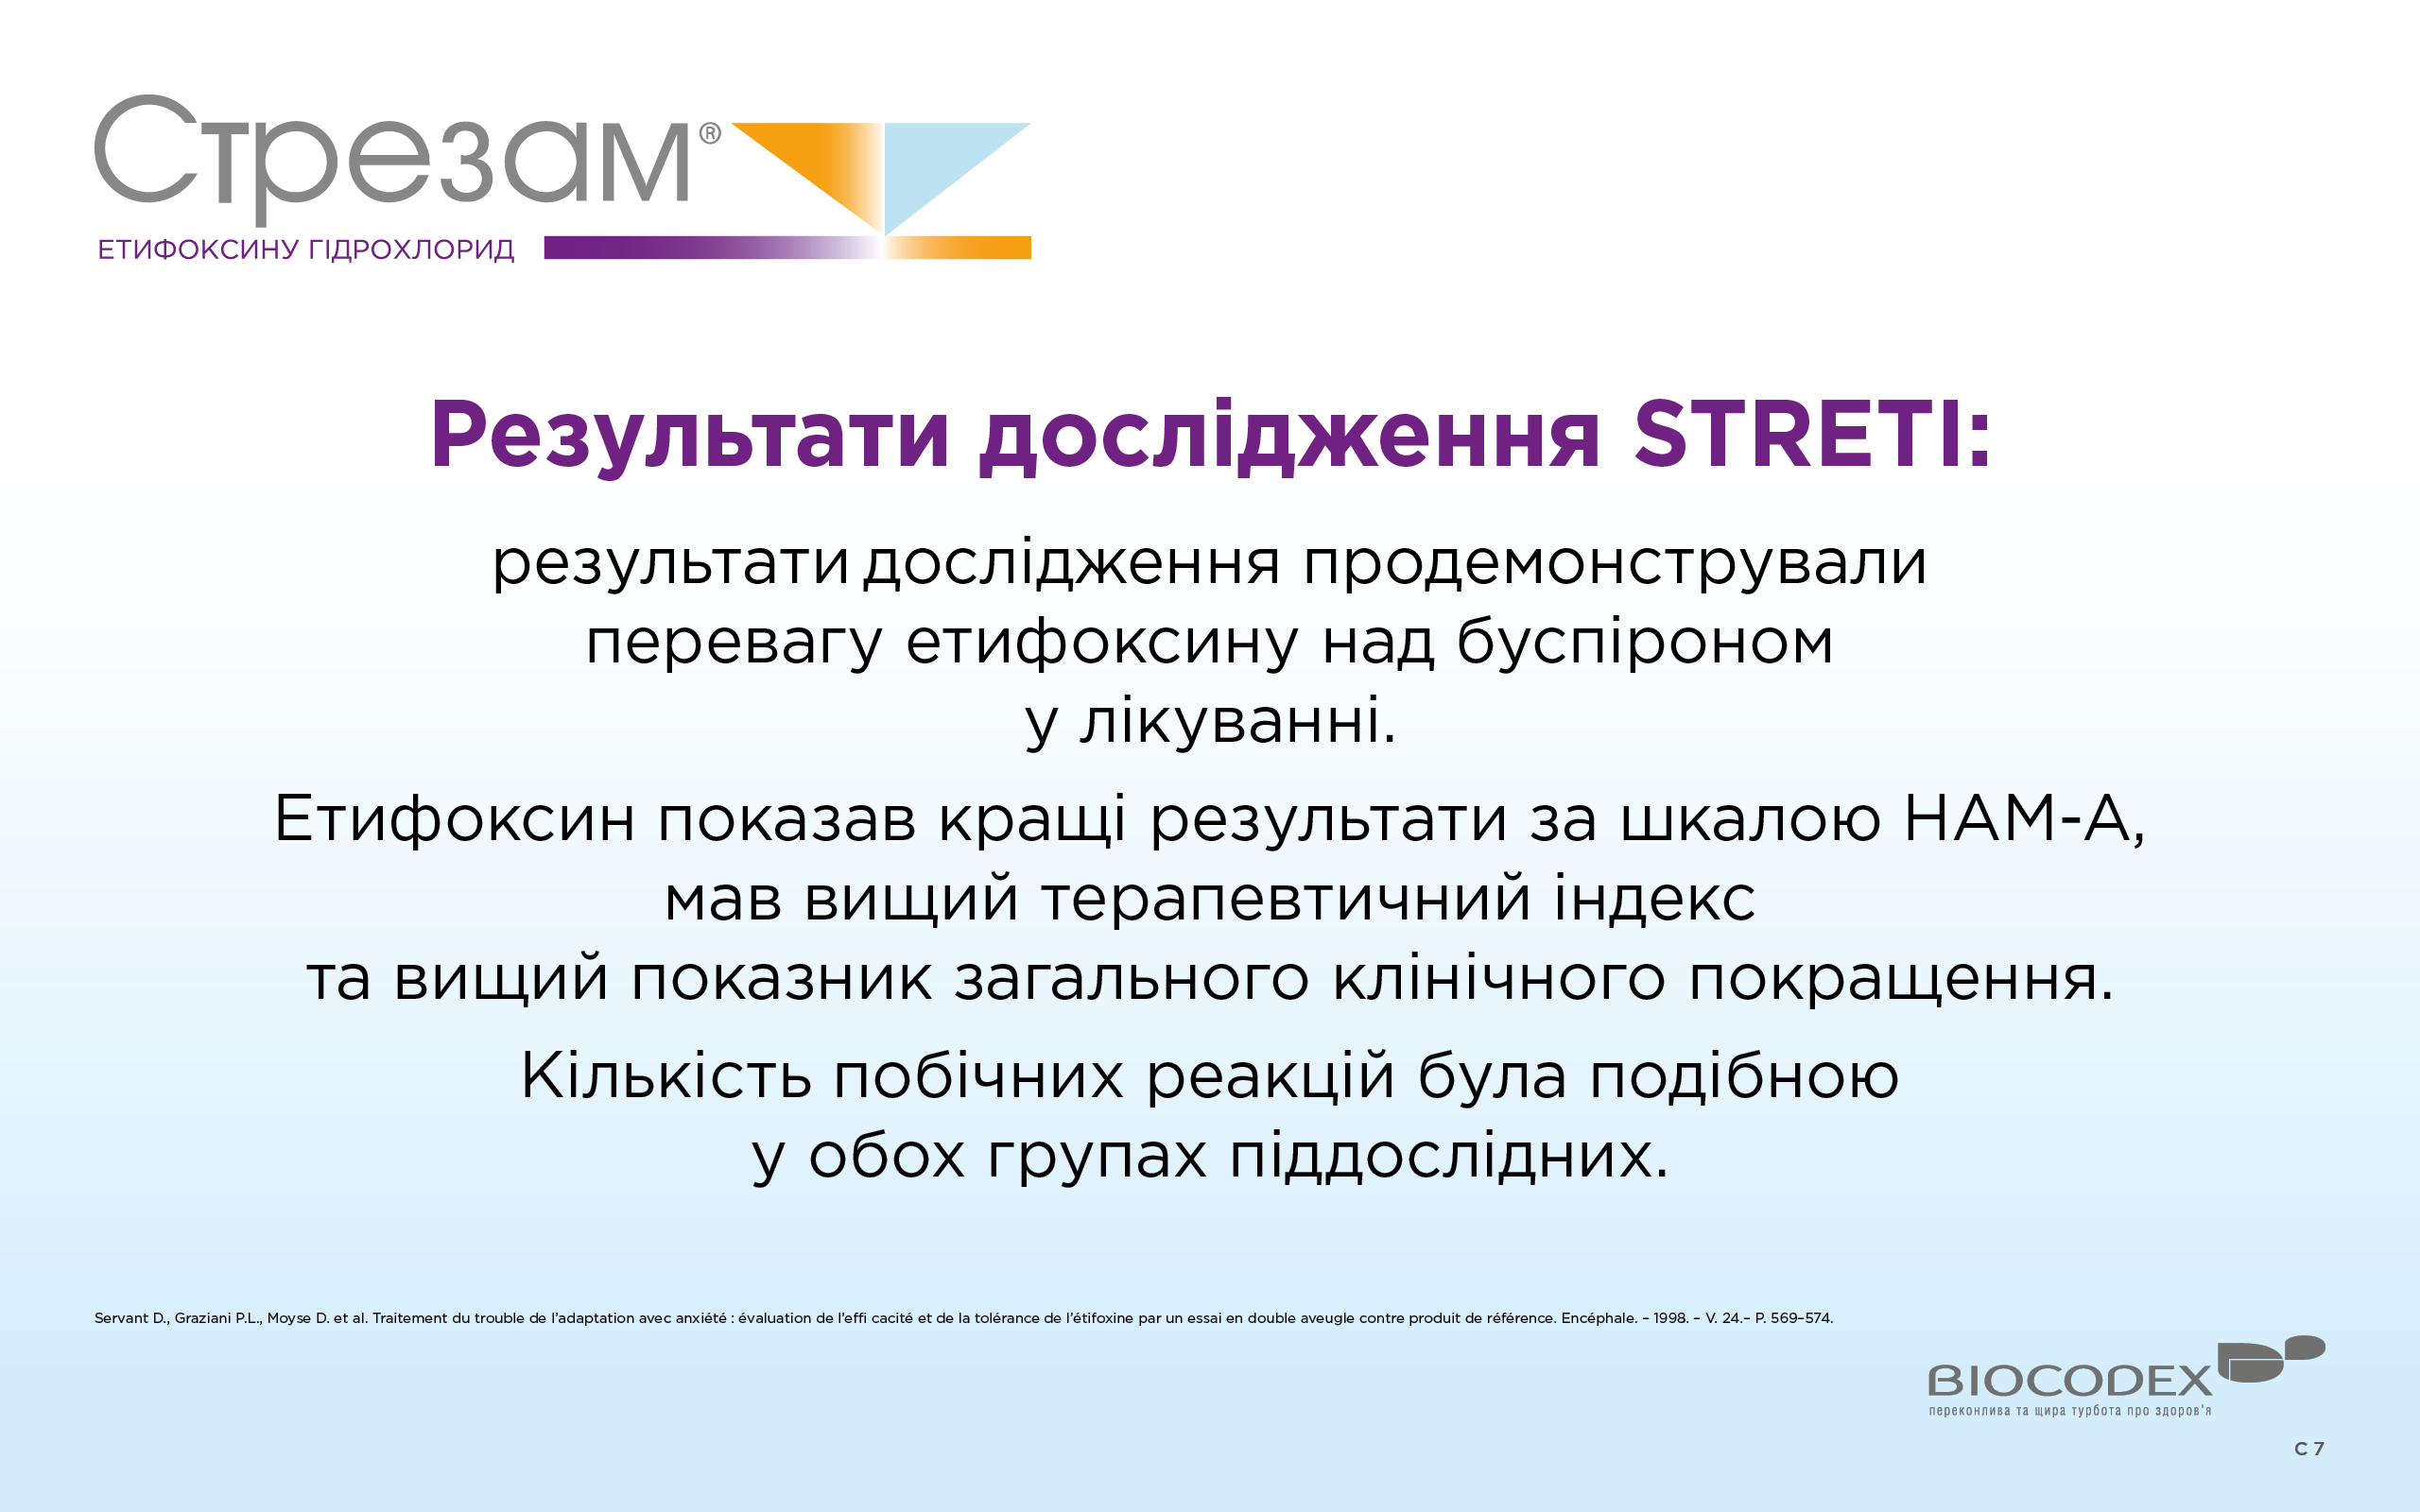 Стрезам®
ЕТИФОКСИНУ ГІДРОХЛОРИД
Результати дослідження STRETI:
результати дослідження продемонстрували
перевагу етифоксину над буспіроном
у лікуванні.
Етифоксин показав кращі результати за шкалою HAM-A,
мав вищий терапевтичний індекс
та вищий показник загального клінічного покращення.
Кількість побічних реакцій була подібною
у обох групах піддослідних.
Servant D., Graziani P.L., Moyse D. et al. Traitement du trouble de l'adaptation avec anxiété : évaluation de l'effi cacité et de la tolérance de l'étifoxine par un essai en double aveugle contre produit de référence. Encéphale. – 1998. – V. 24.– P. 569–574.
BIOCODEX
переконлива та щира турбота про здоров'я
С 7